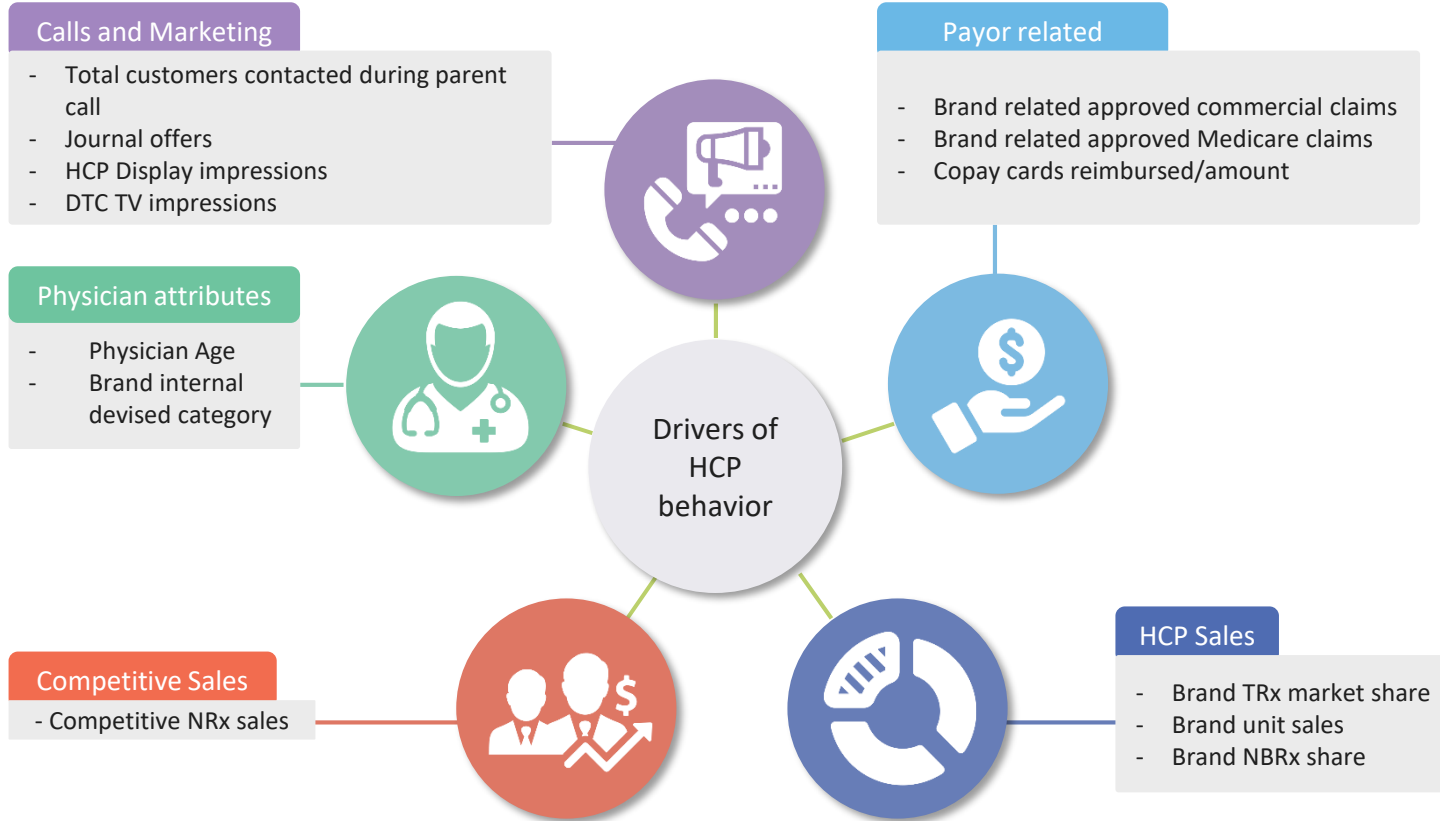 Calls and Marketing
- Total customers contacted during parent
call
- Journal offers
- HCP Display impressions
- DTC TV impressions
Payor related
- Brand related approved commercial claims
- Brand related approved Medicare claims
- Copay cards reimbursed/amount
Physician attributes
- Physician Age
- Brand internal
devised category
$
Drivers of
HCP
behavior
Competitive Sales
- Competitive NRx sales
$
HCP Sales
- Brand TRx market share
- Brand unit sales
- Brand NBRx share